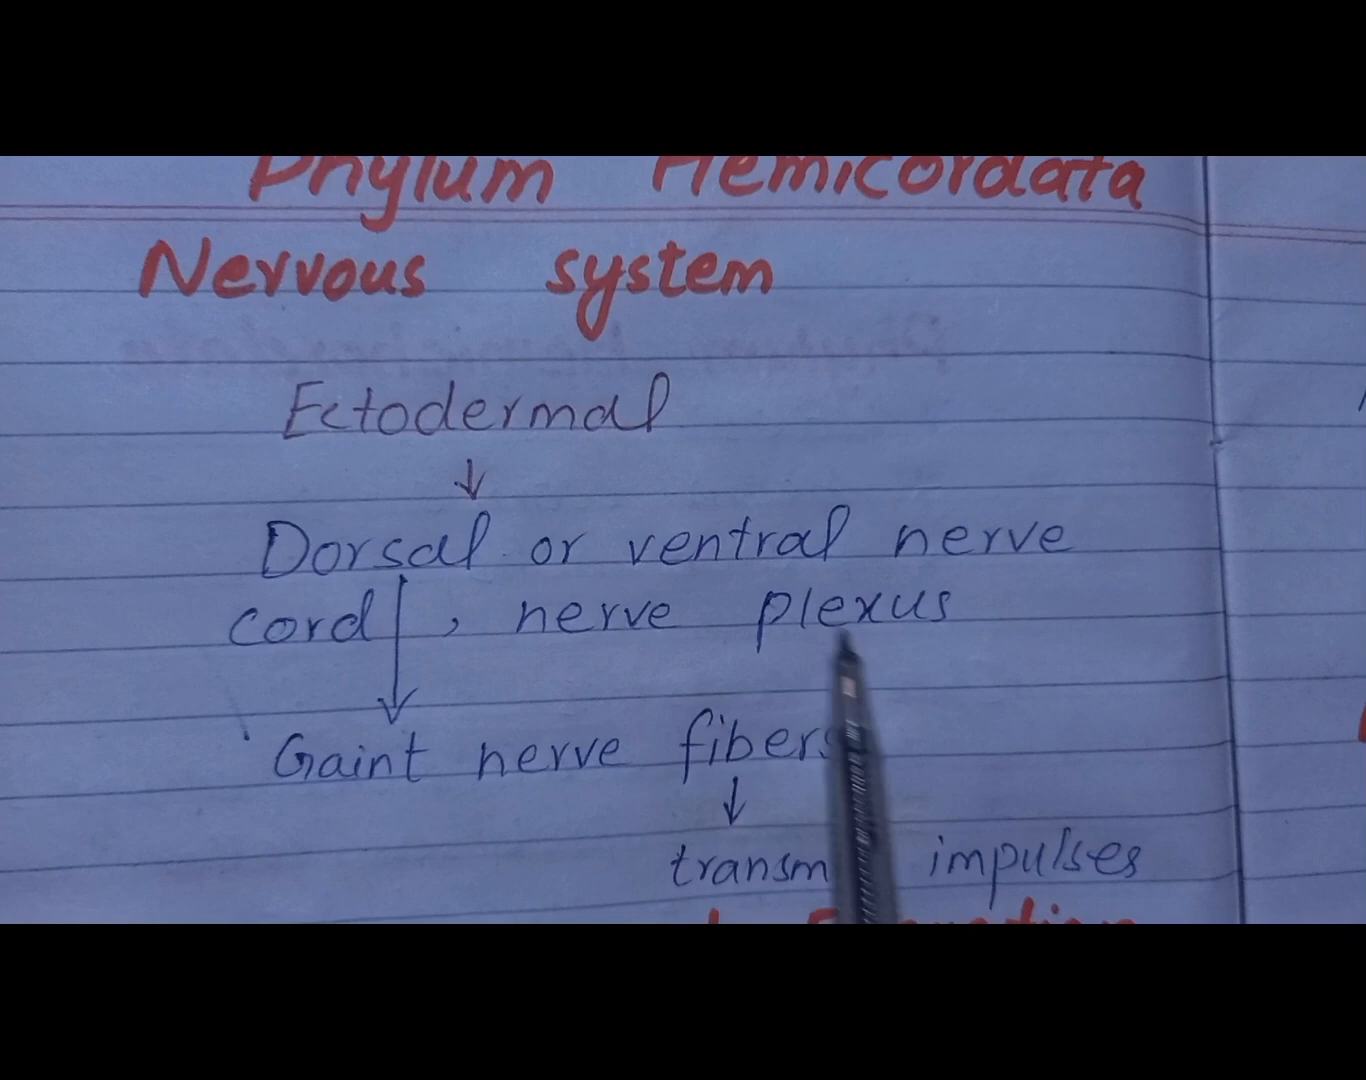 Phylum Hemicordata
Nervous system
Ectodermal
↓
Dorsal or ventral nerve
cord, nerve plexus
Gaint nerve fibers
↓
transm impulses